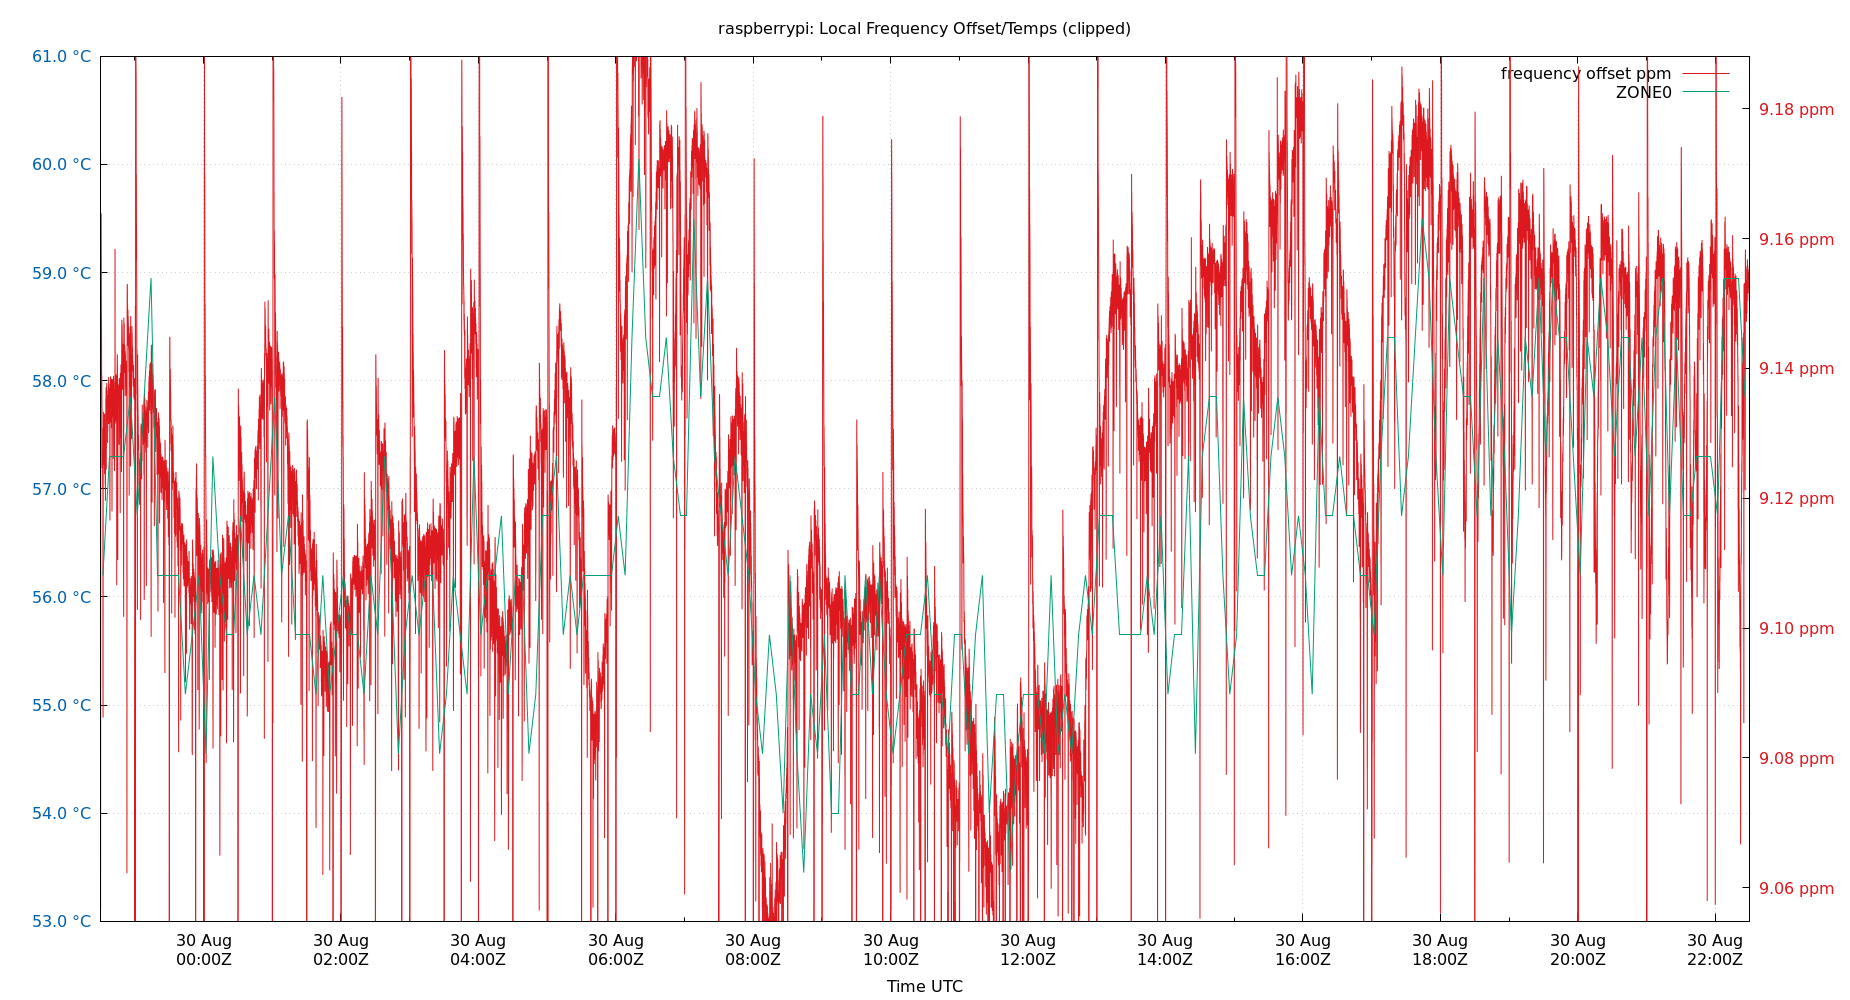 raspberrypi: Local Frequency Offset/Temps (clipped)
61.0 °C
60.0 °C
59.0 °C
58.0 °C
57.0 °C
56.0 °C
55.0 °C
54.0 °C
53.0 °C
frequency offset ppm
ZONE0
9.18 ppm
9.16 ppm
9.14 ppm
9.12 ppm
9.10 ppm
9.08 ppm
9.06 ppm
30 Aug 30 Aug 30 Aug 30 Aug 30 Aug 30 Aug 30 Aug 30 Aug 30 Aug 30 Aug 30 Aug 30 Aug
00:00Z 02:00Z 04:00Z 06:00Z 08:00Z 10:00Z 12:00Z 14:00Z 16:00Z 18:00Z 20:00Z 22:00Z
Time UTC